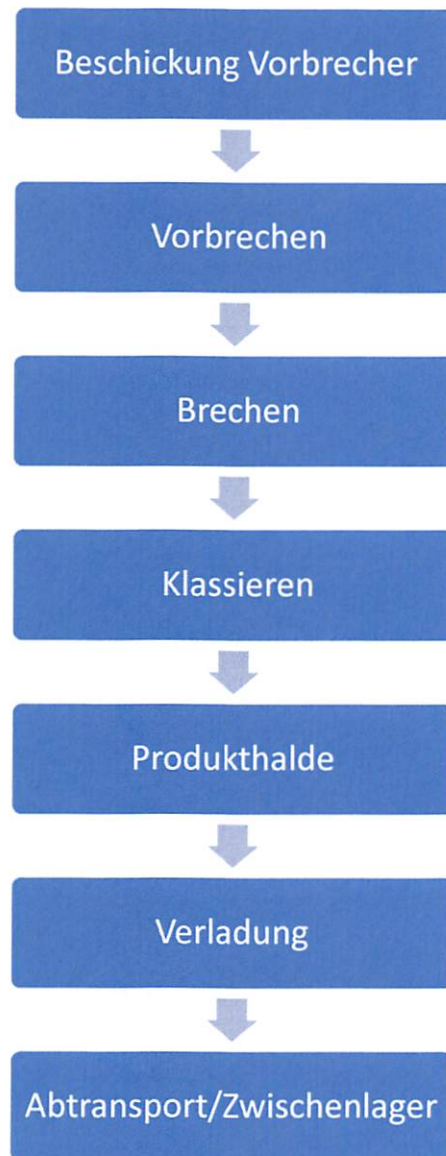 Beschickung Vorbrecher
Vorbrechen
Brechen
Klassieren
Produkthalde
Verladung
Abtransport/Zwischenlager